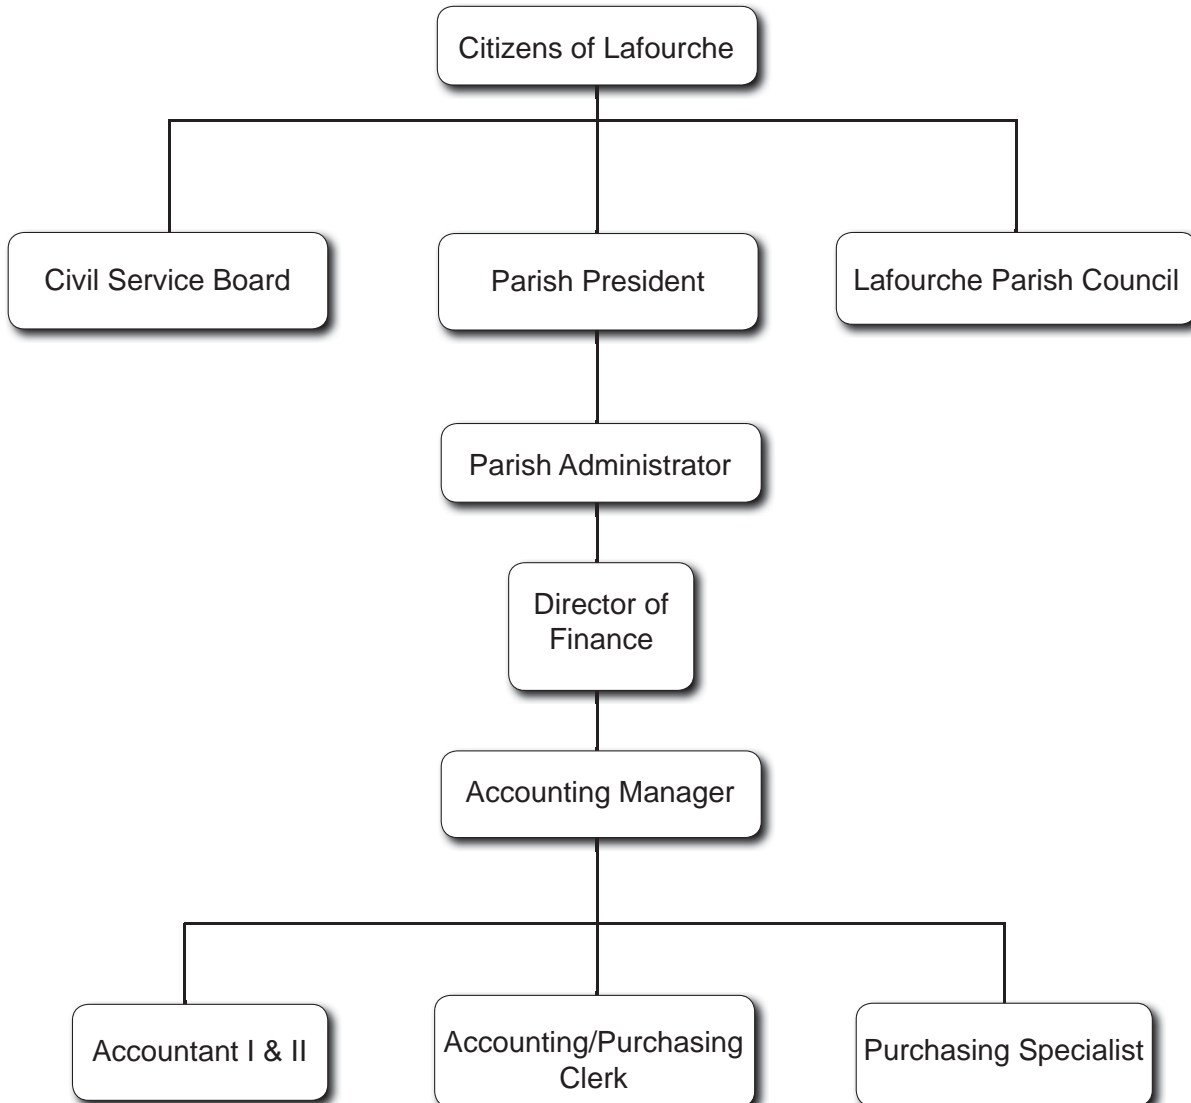 Citizens of Lafourche
Civil Service Board
Parish President
Lafourche Parish Council
Parish Administrator
Director of
Finance
Accounting Manager
Accountant I & II
Accounting/Purchasing
Clerk
Purchasing Specialist